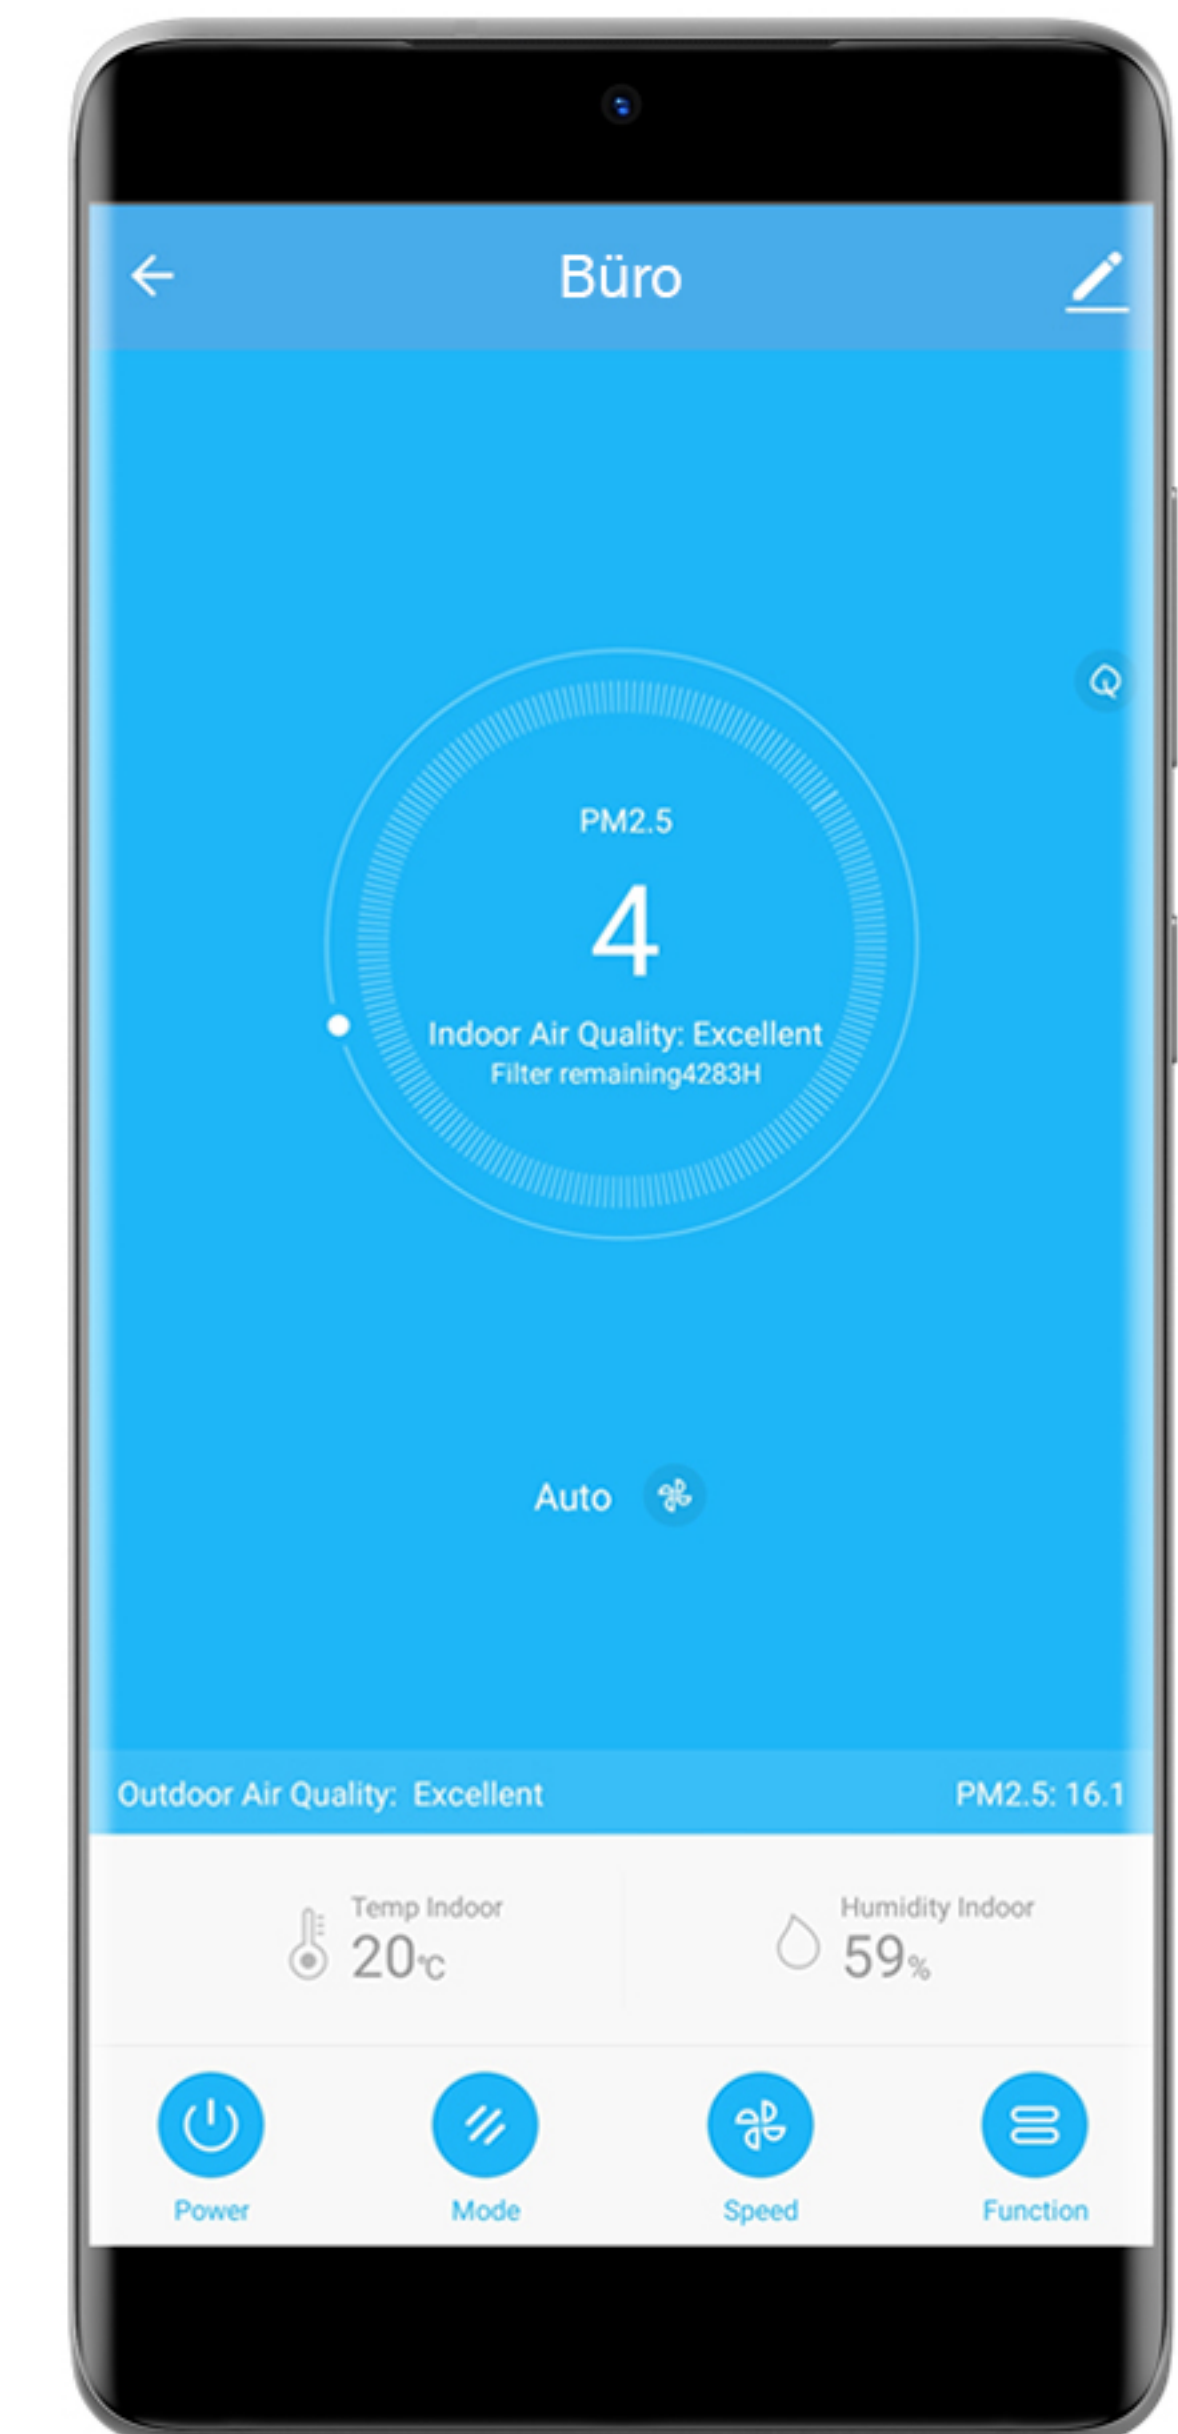 Büro
PM2.5
4
Indoor Air Quality: Excellent
Filter remaining4283H
Auto
Outdoor Air Quality: Excellent
PM2.5: 16.1
Temp Indoor
20℃
Humidity Indoor
59%
Power
Mode
Speed
Function